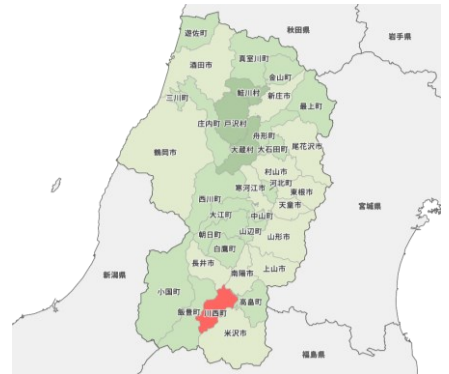 秋田県
岩手県
遊佐町
真室川町
酒田市
金山町
鮭川村
新庄市
三川町
最上町
庄内町
戸沢村
舟形町
鶴岡市
大蔵村
大石田町
尾花沢市
村山市
寒河江市
河北町
東根市
西川町
天童市
宮城県
大江町
中山町
朝日町
山辺町
山形市
白鷹町
長井市
上山市
新潟県
南陽市
小国町
高畠町
飯豊町
川西町
米沢市
福島県